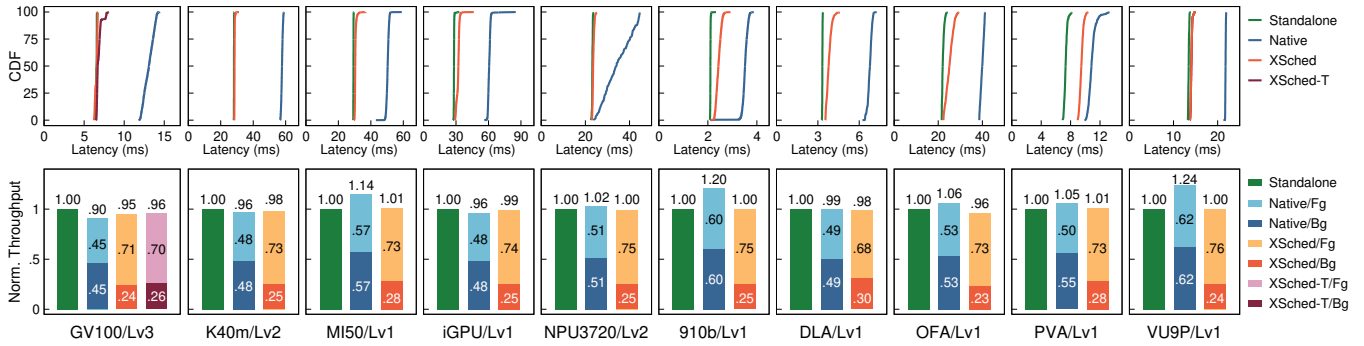 100
75
50
25
0
CDF
0 5 10 15
Latency (ms)
0 20 40 60
Latency (ms)
0 20 40 60
Latency (ms)
0 30 60 90
Latency (ms)
0 20 40
Latency (ms)
0 2 4
Latency (ms)
0 3 6
Latency (ms)
0 20 40
Latency (ms)
4 8 12
Latency (ms)
0 10 20
Latency (ms)
Standalone
Native
XSched
XSched-T
Norm. Throughput
1
.5
0
1.00 .90 .95 .96
.45 .71 .70
.45 .24 .26
GV100/Lv3
1.00 .96 .98
.48 .73
.48 .25
K40m/Lv2
1.00 1.14 1.01
.57 .73
.57 .28
MI50/Lv1
1.00 .96 .99
.48 .74
.48 .25
iGPU/Lv1
1.00 1.02 1.00
.51 .75
.51 .25
NPU3720/Lv2
1.00 1.20 1.00
.60 .75
.60 .25
910b/Lv1
1.00 .99 .98
.49 .68
.49 .30
DLA/Lv1
1.00 1.06 .96
.53 .73
.53 .23
OFA/Lv1
1.00 1.05 1.01
.50 .73
.55 .28
PVA/Lv1
1.00 1.24 1.00
.62 .76
.62 .24
VU9P/Lv1
Standalone
Native/Fg
Native/Bg
XSched/Fg
XSched/Bg
XSched-T/Fg
XSched-T/Bg